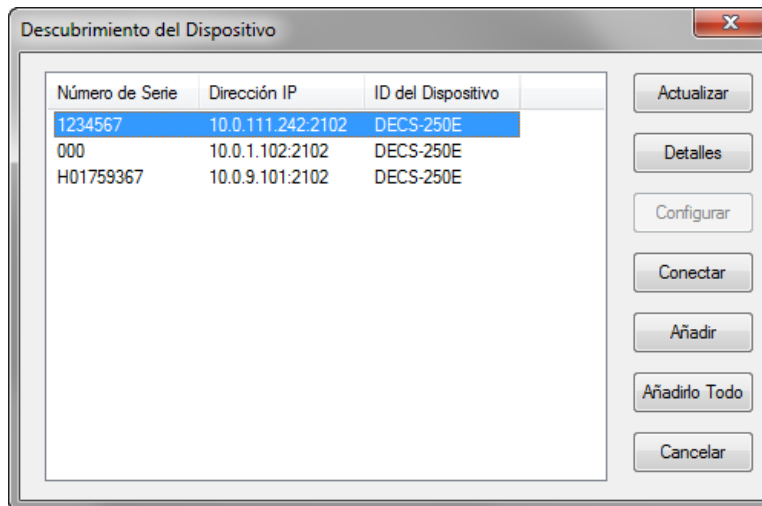 Descubrimiento del Dispositivo
Número de Serie Dirección IP ID del Dispositivo
1234567 10.0.111.242:2102 DECS-250E
000 10.0.1.102:2102 DECS-250E
H01759367 10.0.9.101:2102 DECS-250E
Actualizar
Detalles
Configurar
Conectar
Añadir
Añadirlo Todo
Cancelar